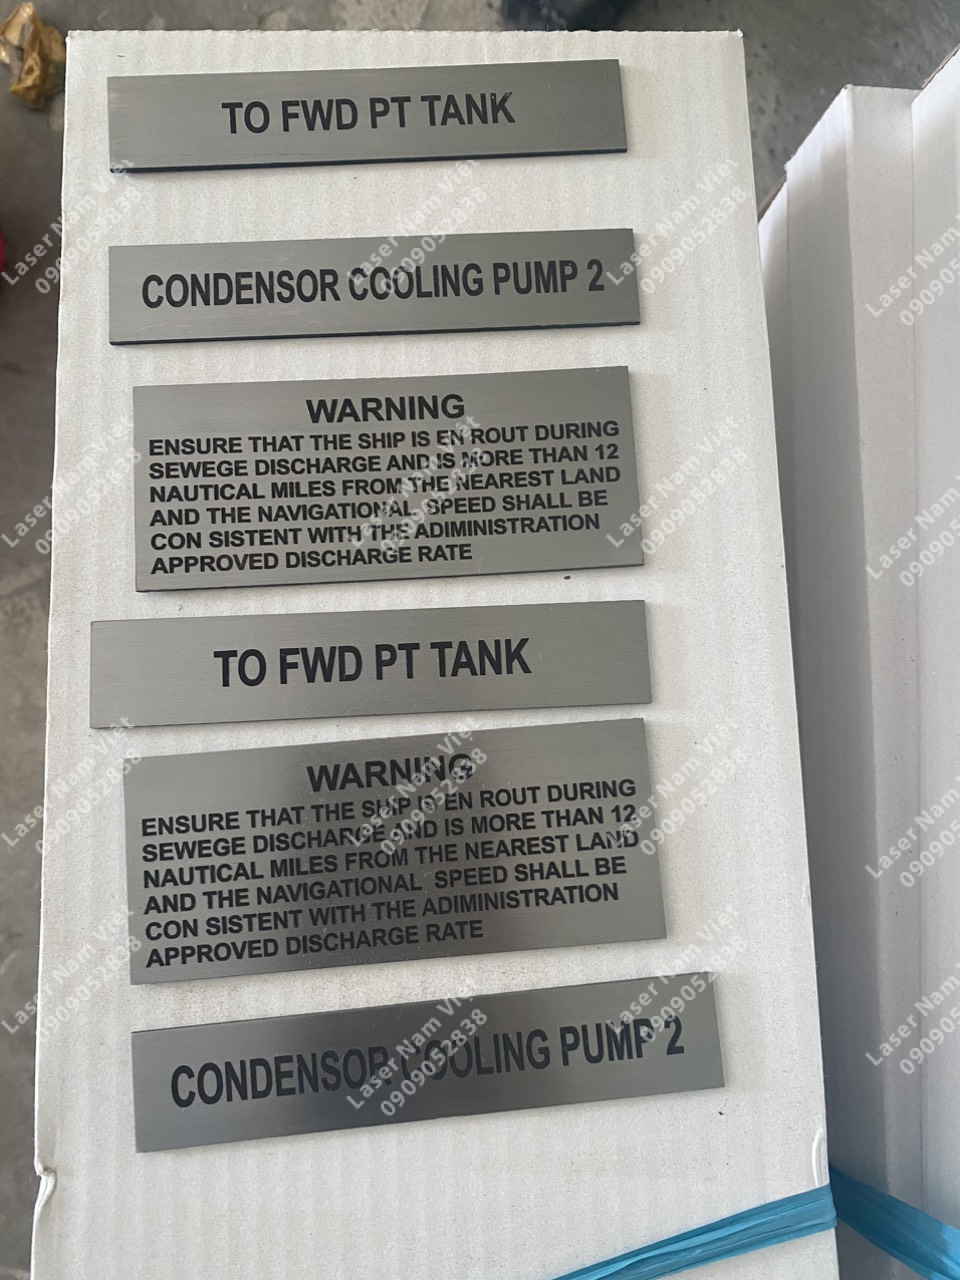 TO FWD PT TANK
CONDENSOR COOLING PUMP 2
WARNING
ENSURE THAT THE SHIP IS EN ROUT DURING
SEWEGE DISCHARGE AND IS MORE THAN 12
NAUTICAL MILES FROM THE NEAREST LAND
AND THE NAVIGATIONAL SPEED SHALL BE
CON SISTENT WITH THE ADIMINISTRATION
APPROVED DISCHARGE RATE
TO FWD PT TANK
WARNING
ENSURE THAT THE SHIP IS EN ROUT DURING
SEWEGE DISCHARGE AND IS MORE THAN 12
NAUTICAL MILES FROM THE NEAREST LAND
AND THE NAVIGATIONAL SPEED SHALL BE
CON SISTENT WITH THE ADIMINISTRATION
APPROVED DISCHARGE RATE
CONDENSOR COOLING PUMP 2
Laser Nam Việt
0909052838